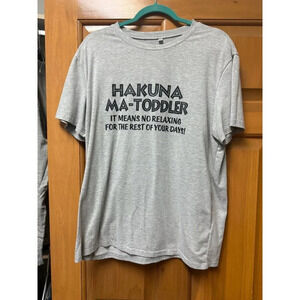 HAKUNA
MA-TODDLER
IT MEANS NO RELAXING
FOR THE REST OF YOUR DAYS!